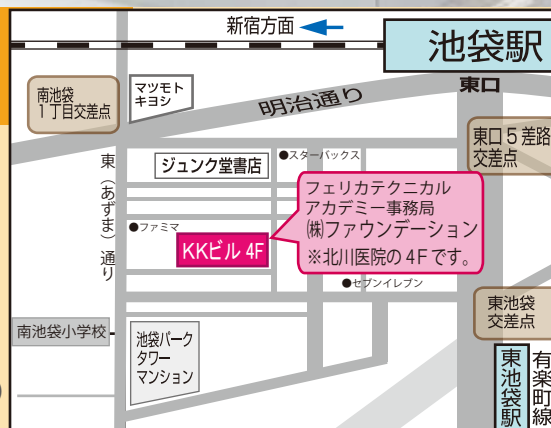 新宿方面
池袋駅
東口
南池袋
1丁目交差点
マツモト
キヨシ
明治通り
東口5差路
交差点
東（あずま）通り
ジュンク堂書店
●スターバックス
●ファミマ
KKビル 4F
フェリカテクニカル
アカデミー事務局
㈱ファウンデーション
※北川医院の4Fです。
●セブンイレブン
東池袋
交差点
南池袋小学校
池袋パーク
タワー
マンション
東池袋駅
有楽町線